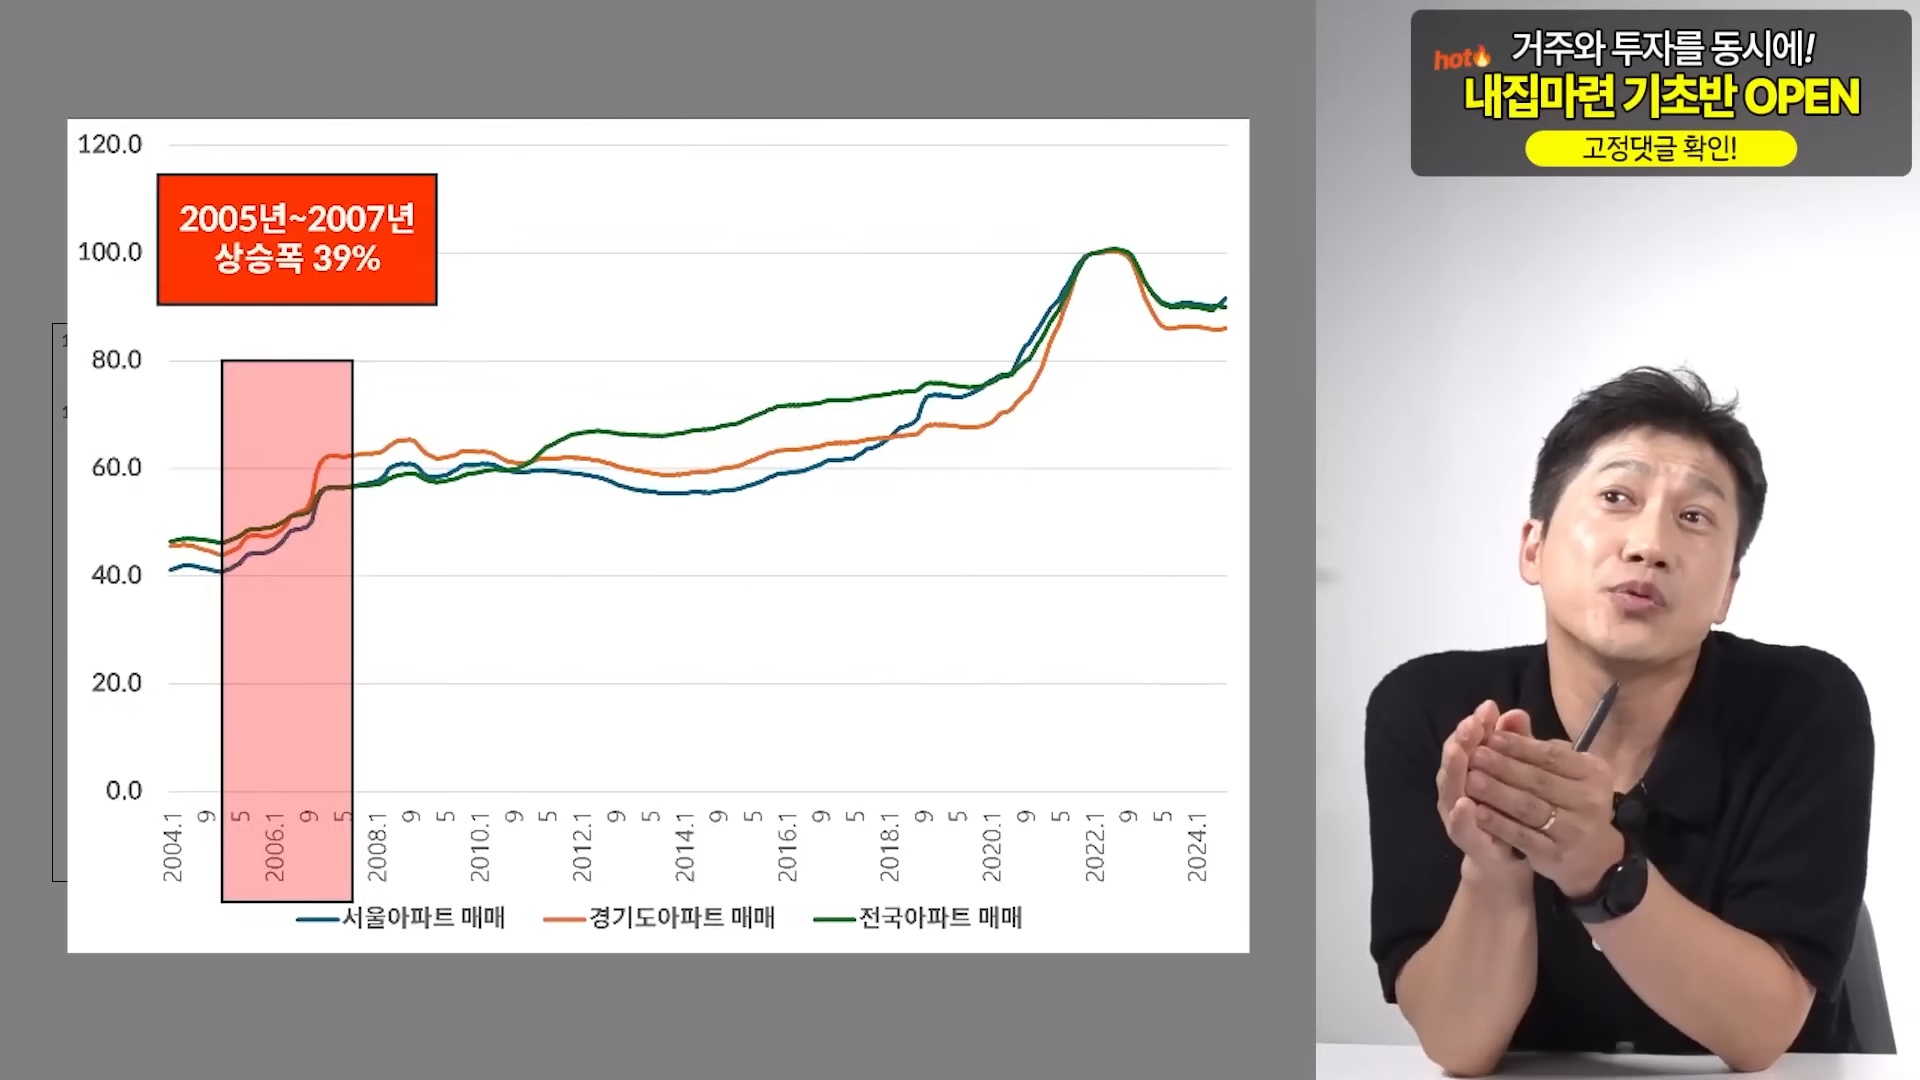 hot
거주와 투자를 동시에!
내집마련 기초반 OPEN
고정댓글 확인!
2005년~2007년
상승폭 39%
120.0
100.0
80.0
60.0
40.0
20.0
0.0
2004.1 9 5 2006.1 9 5 2008.1 9 5 2010.1 9 5 2012.1 9 5 2014.1 9 5 2016.1 9 5 2018.1 9 5 2020.1 9 5 2022.1 9 5 2024.1
서울아파트 매매 경기도아파트 매매 전국아파트 매매